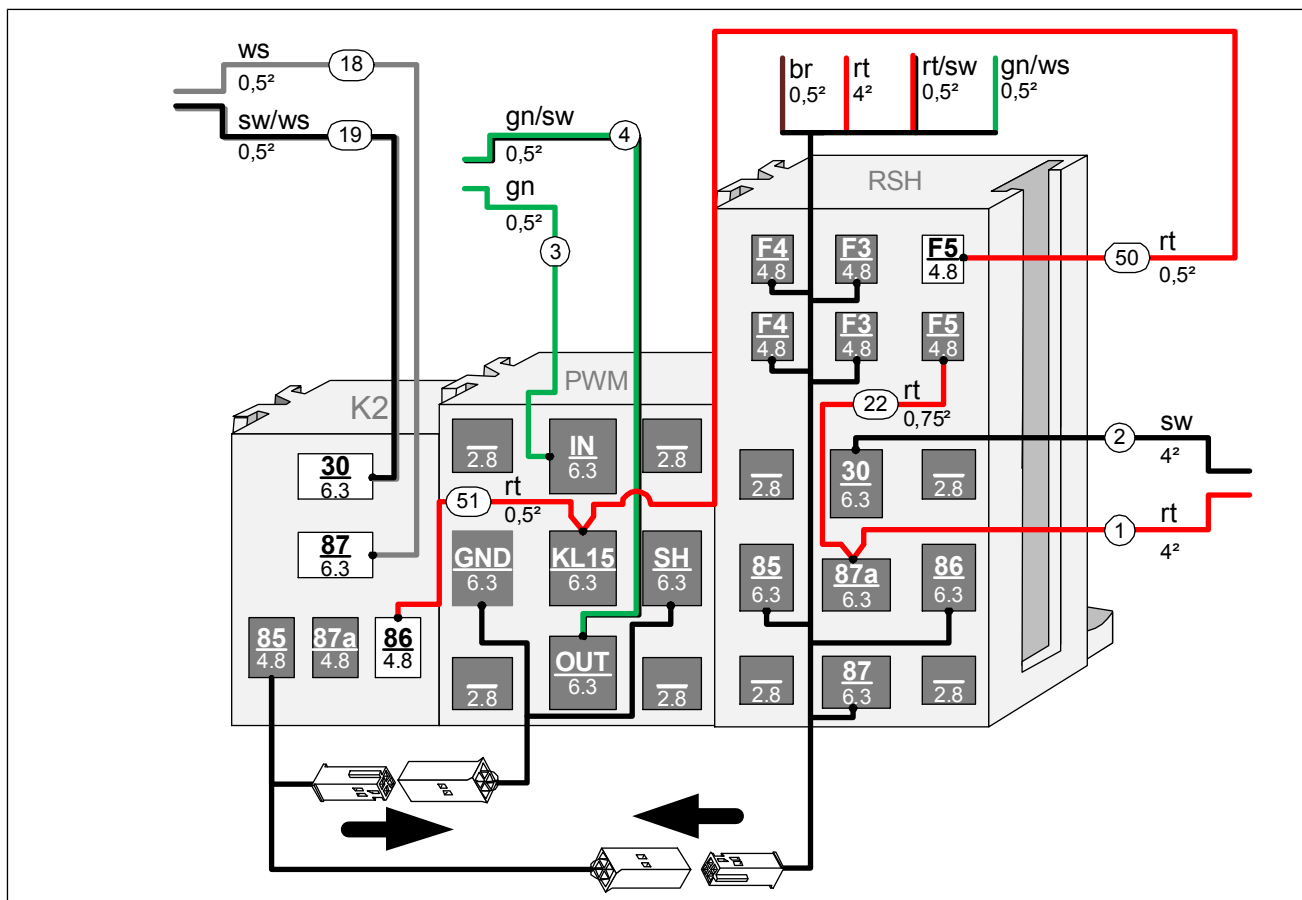 ws
0,5²
18
sw/ws
0,5²
19
gn/sw
0,5²
4
gn
0,5²
3
br
0,5²
rt
4²
rt/sw
0,5²
gn/ws
0,5²
RSH
F4
4.8
F3
4.8
F5
4.8
50
rt
0,5²
F4
4.8
F3
4.8
F5
4.8
22
rt
0,75²
2
sw
4²
2.8
30
6.3
2.8
1
rt
4²
85
6.3
87a
6.3
86
6.3
2.8
87
6.3
2.8
PWM
2.8
IN
6.3
2.8
51
rt
0,5²
GND
6.3
KL15
6.3
SH
6.3
2.8
OUT
6.3
2.8
K2
30
6.3
87
6.3
85
4.8
87a
4.8
86
4.8